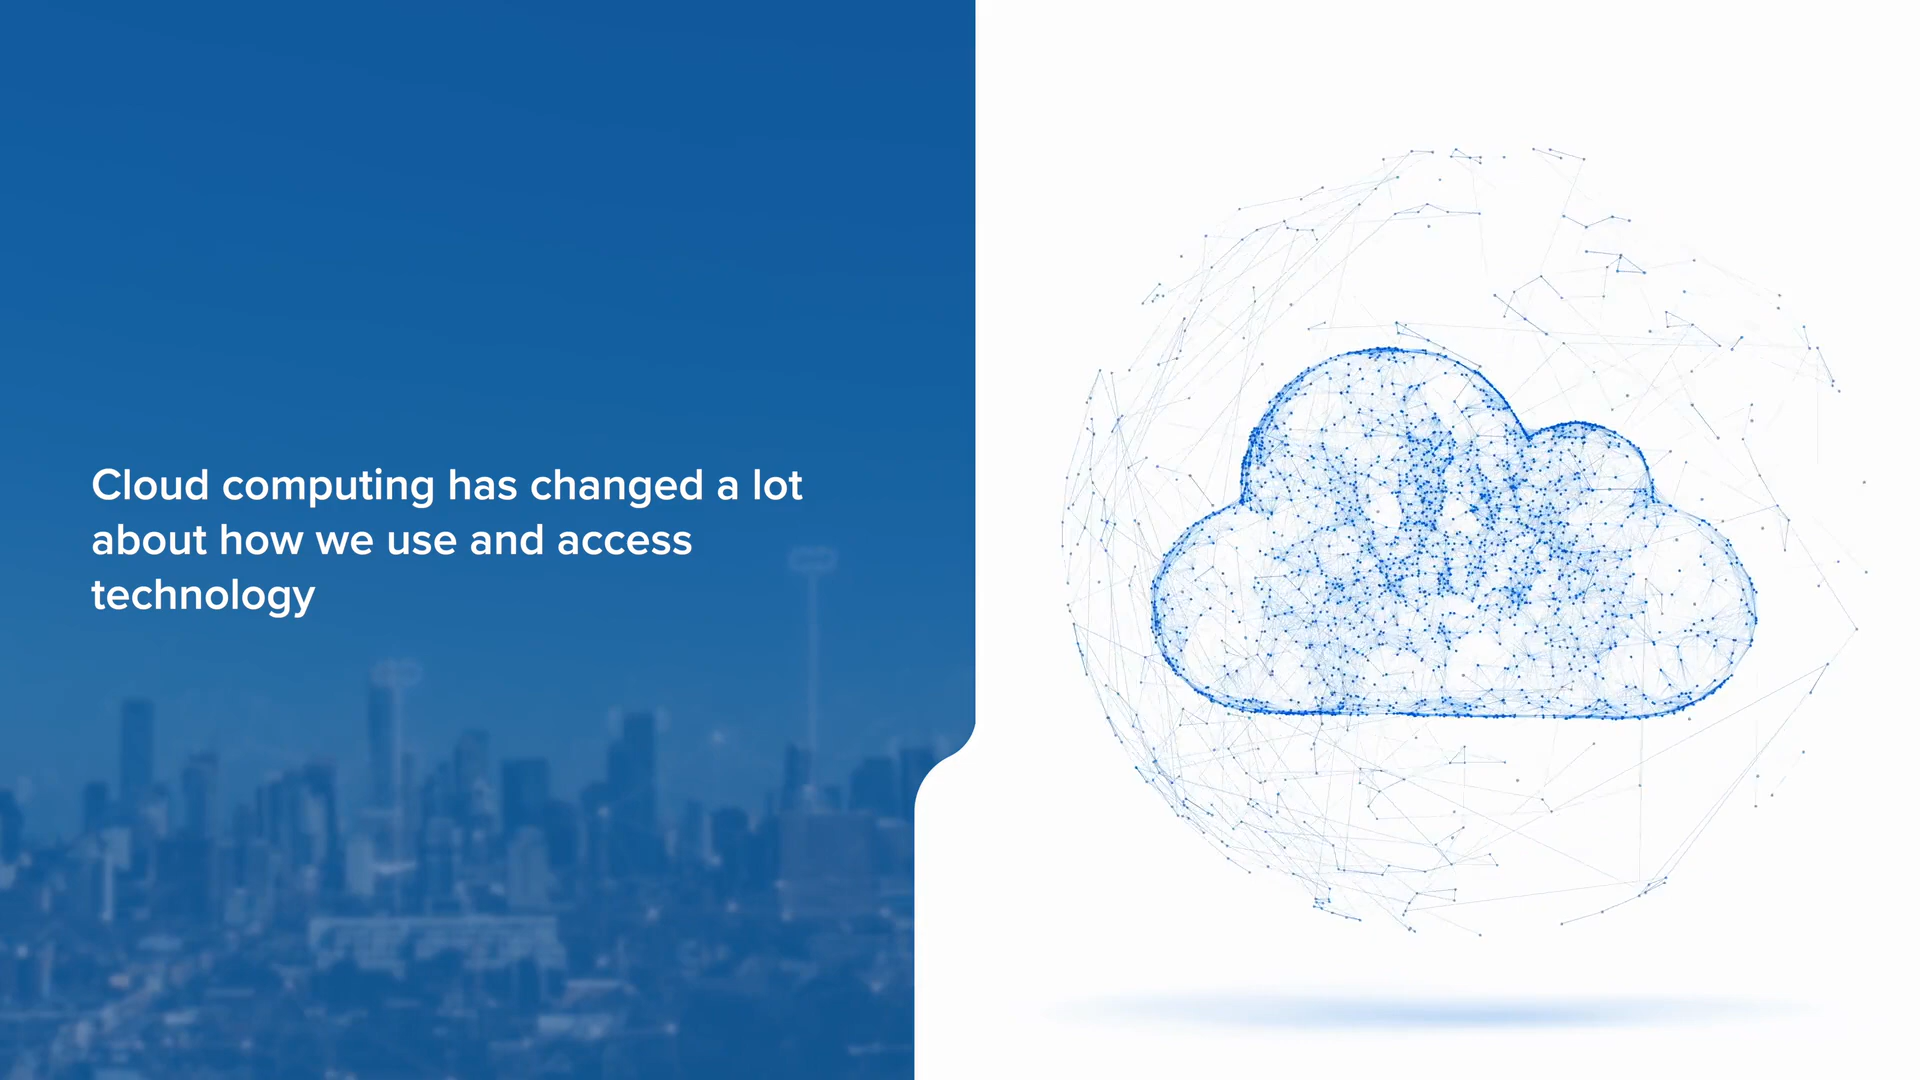 Cloud computing has changed a lot
about how we use and access
technology